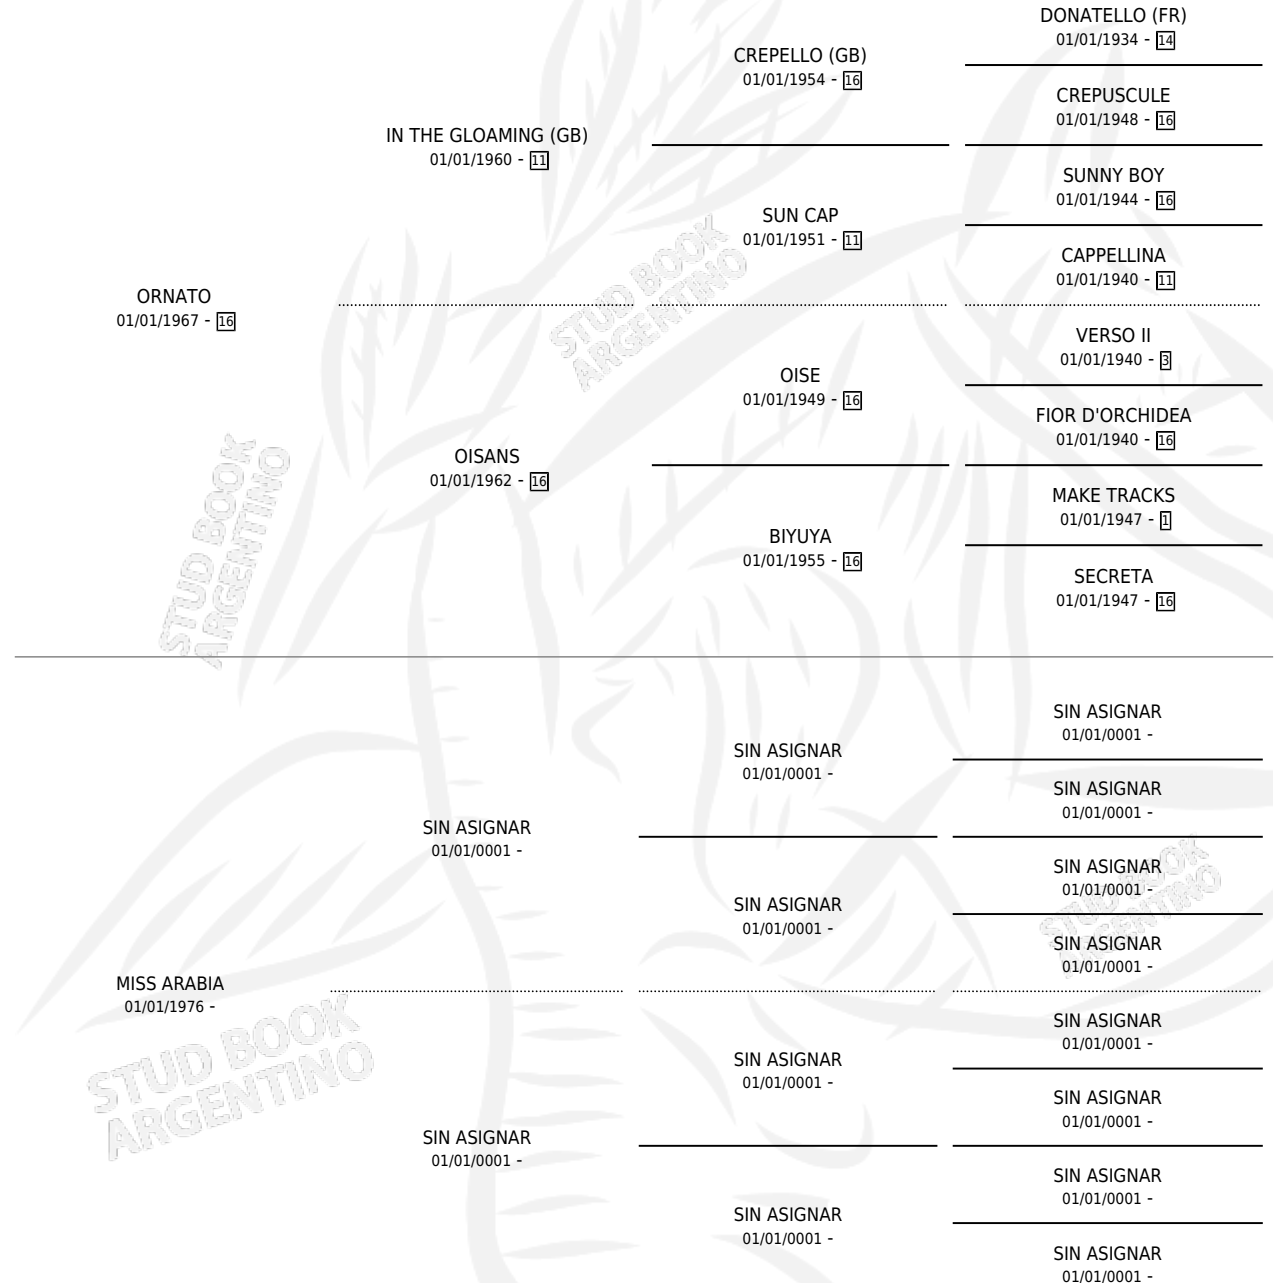 DONATELLO (FR)
01/01/1934 - 14
CREPELLO (GB)
01/01/1954 - 16
CREPUSCULE
01/01/1948 - 16
IN THE GLOAMING (GB)
01/01/1960 - 11
SUNNY BOY
01/01/1944 - 16
SUN CAP
01/01/1951 - 11
CAPPELLINA
01/01/1940 - 11
ORNATO
01/01/1967 - 16
VERSO II
01/01/1940 - 3
OISE
01/01/1949 - 16
FIOR D'ORCHIDEA
01/01/1940 - 16
OISANS
01/01/1962 - 16
MAKE TRACKS
01/01/1947 - 1
BIYUYA
01/01/1955 - 16
SECRETA
01/01/1947 - 16
SIN ASIGNAR
01/01/0001 -
SIN ASIGNAR
01/01/0001 -
SIN ASIGNAR
01/01/0001 -
SIN ASIGNAR
01/01/0001 -
SIN ASIGNAR
01/01/0001 -
SIN ASIGNAR
01/01/0001 -
SIN ASIGNAR
01/01/0001 -
MISS ARABIA
01/01/1976 -
SIN ASIGNAR
01/01/0001 -
SIN ASIGNAR
01/01/0001 -
SIN ASIGNAR
01/01/0001 -
SIN ASIGNAR
01/01/0001 -
SIN ASIGNAR
01/01/0001 -
SIN ASIGNAR
01/01/0001 -
SIN ASIGNAR
01/01/0001 -
STUD BOOK
ARGENTINO
STUD BOOK
ARGENTINO
STUD BOOK
ARGENTINO
STUD BOOK
ARGENTINO